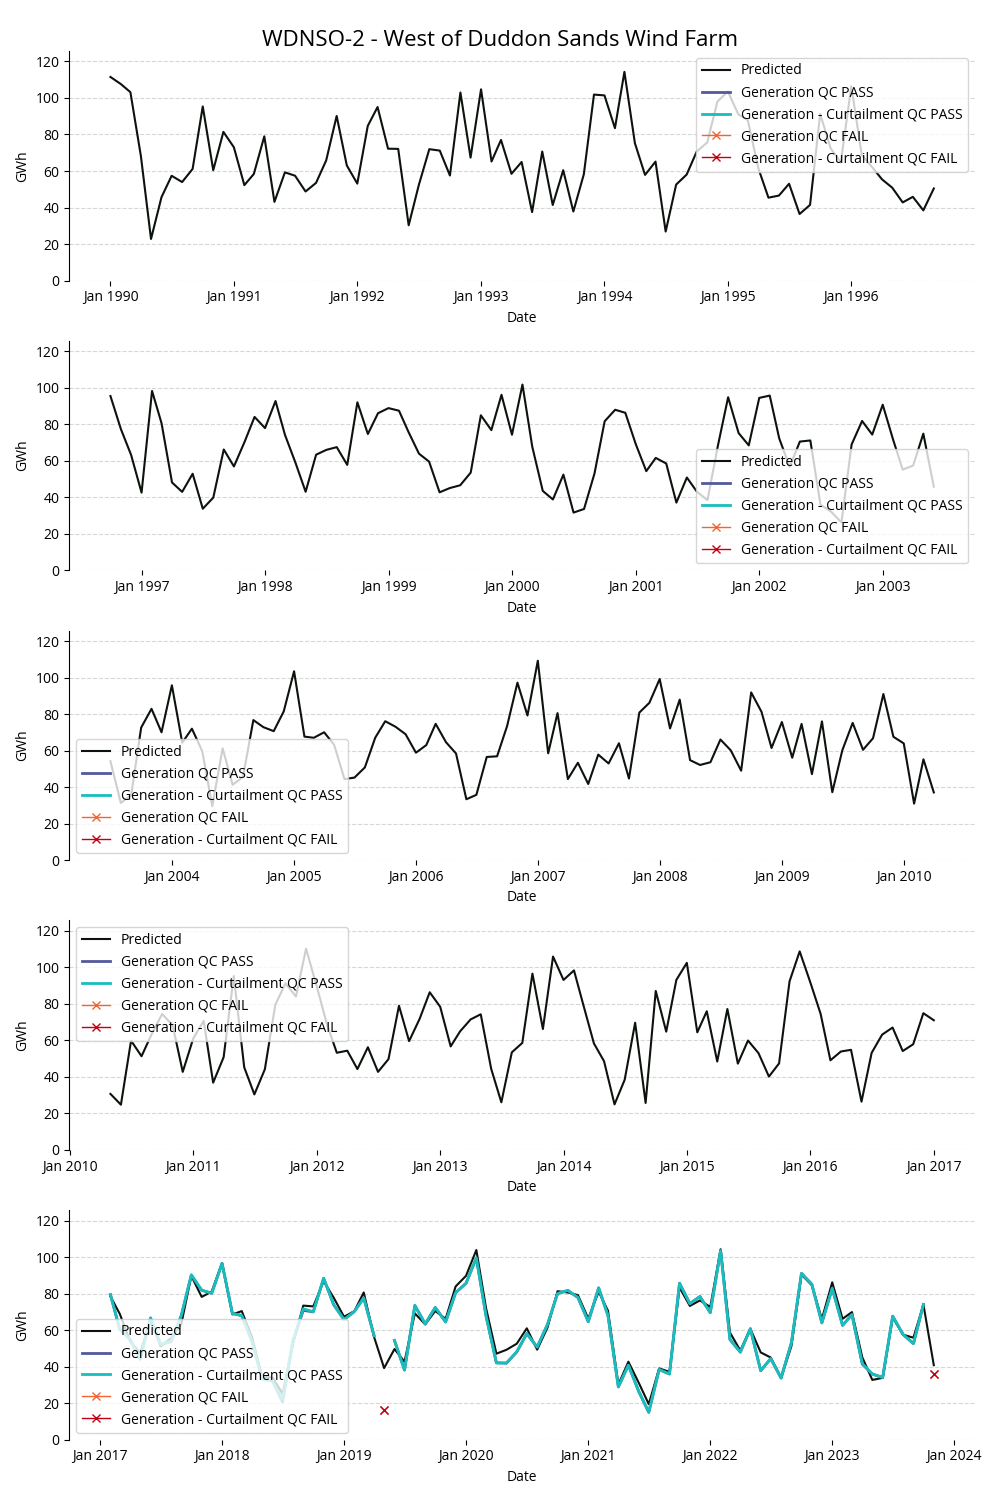 WDNSO-2 - West of Duddon Sands Wind Farm
120
100
80
60
40
20
0
GWh
Predicted
Generation QC PASS
Generation - Curtailment QC PASS
Generation QC FAIL
Generation - Curtailment QC FAIL
Jan 1990 Jan 1991 Jan 1992 Jan 1993 Jan 1994 Jan 1995 Jan 1996
Date
120
100
80
60
40
20
0
GWh
Predicted
Generation QC PASS
Generation - Curtailment QC PASS
Generation QC FAIL
Generation - Curtailment QC FAIL
Jan 1997 Jan 1998 Jan 1999 Jan 2000 Jan 2001 Jan 2002 Jan 2003
Date
120
100
80
60
40
20
0
GWh
Predicted
Generation QC PASS
Generation - Curtailment QC PASS
Generation QC FAIL
Generation - Curtailment QC FAIL
Jan 2004 Jan 2005 Jan 2006 Jan 2007 Jan 2008 Jan 2009 Jan 2010
Date
120
100
80
60
40
20
0
GWh
Predicted
Generation QC PASS
Generation - Curtailment QC PASS
Generation QC FAIL
Generation - Curtailment QC FAIL
Jan 2010 Jan 2011 Jan 2012 Jan 2013 Jan 2014 Jan 2015 Jan 2016 Jan 2017
Date
120
100
80
60
40
20
0
GWh
Predicted
Generation QC PASS
Generation - Curtailment QC PASS
Generation QC FAIL
Generation - Curtailment QC FAIL
Jan 2017 Jan 2018 Jan 2019 Jan 2020 Jan 2021 Jan 2022 Jan 2023 Jan 2024
Date